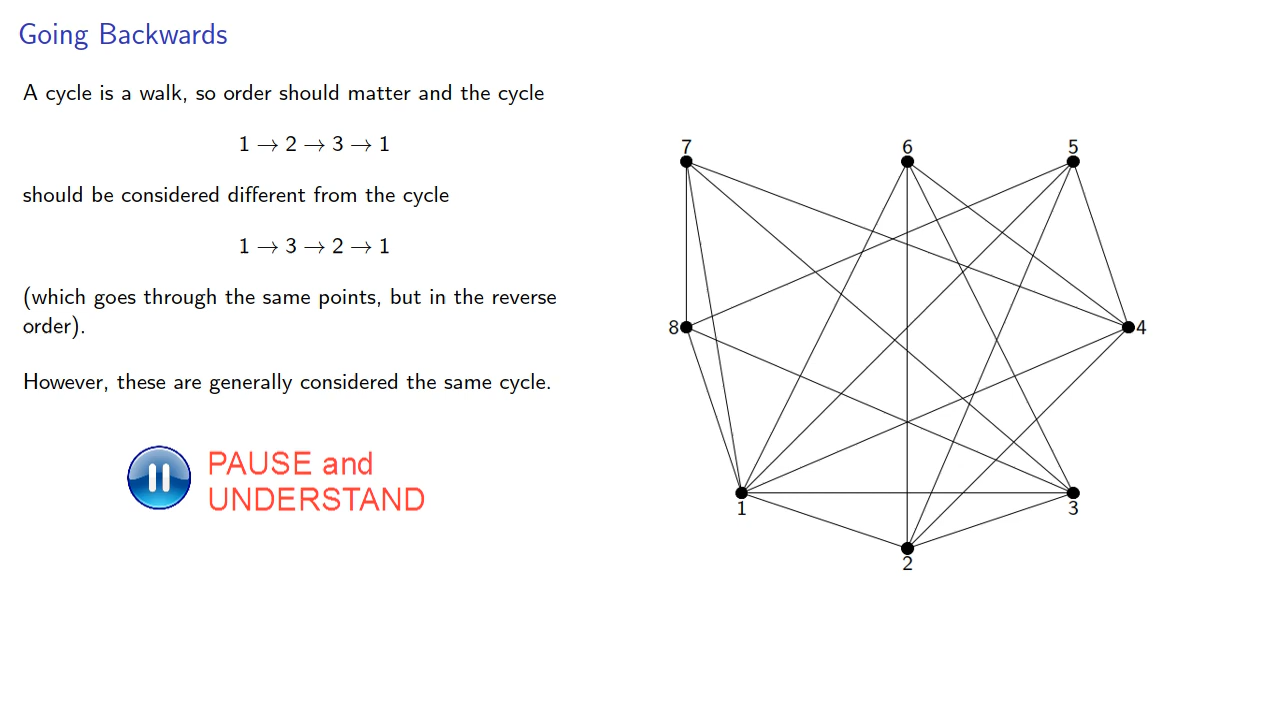 Going Backwards
A cycle is a walk, so order should matter and the cycle
1 → 2 → 3 → 1
should be considered different from the cycle
1 → 3 → 2 → 1
(which goes through the same points, but in the reverse
order).
However, these are generally considered the same cycle.
PAUSE and
UNDERSTAND
7
6
5
8
4
1
3
2